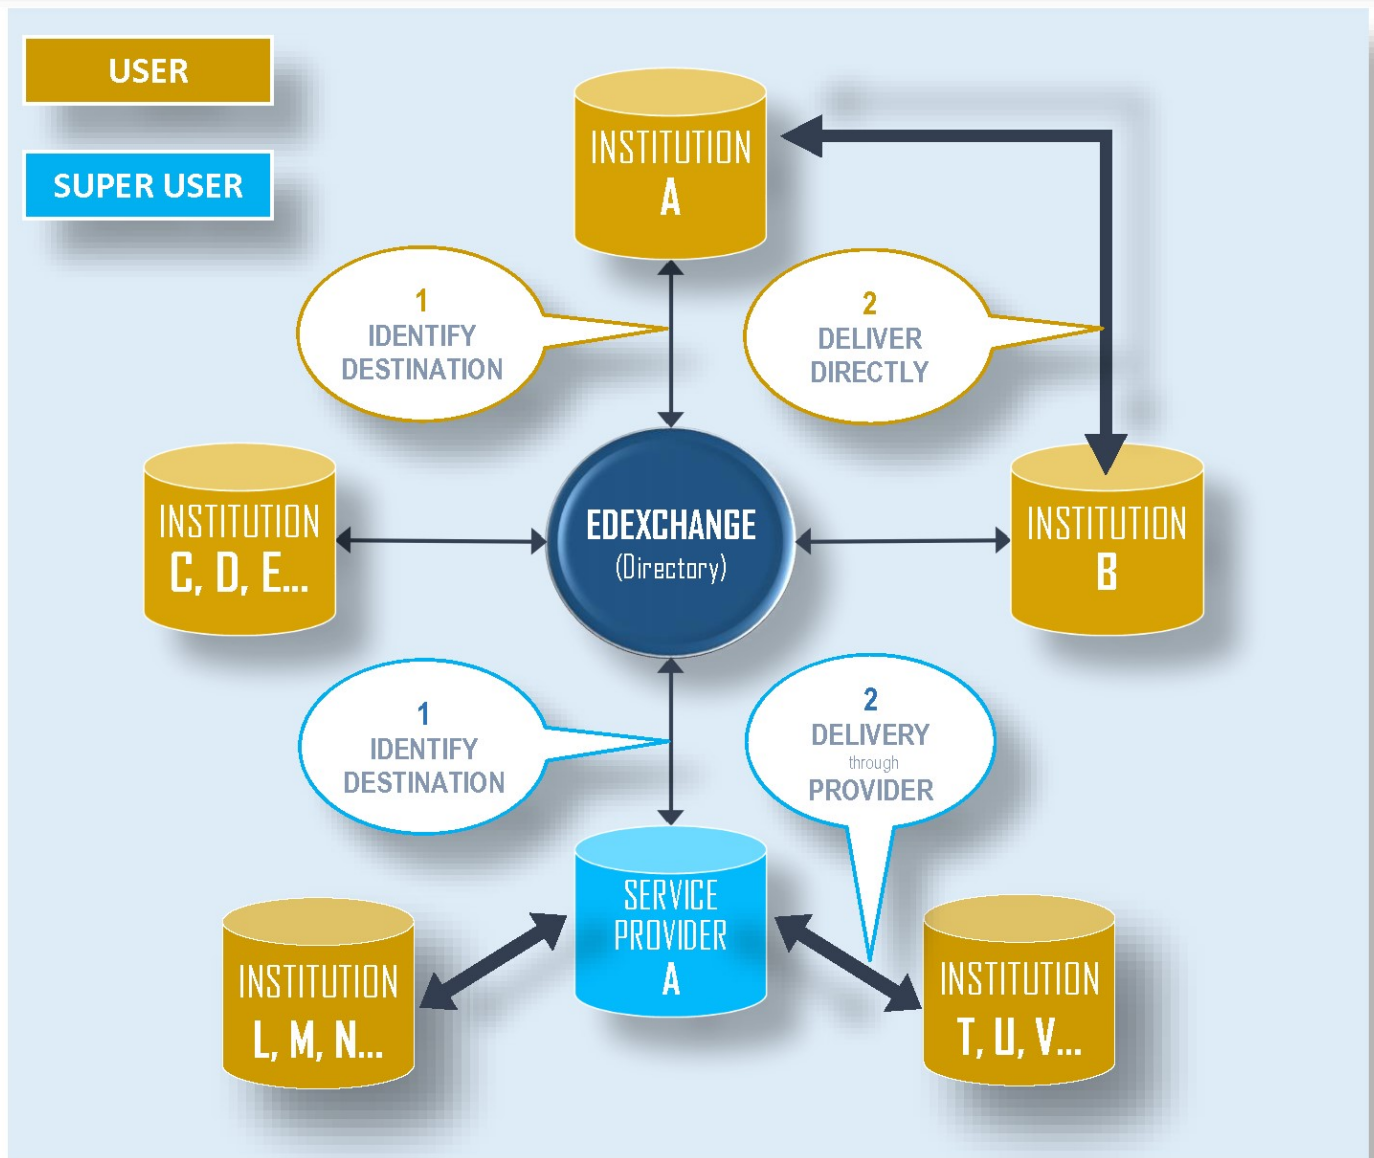 USER
SUPER USER
INSTITUTION
A
1
IDENTIFY
DESTINATION
2
DELIVER
DIRECTLY
INSTITUTION
C, D, E...
EDEXCHANGE
(Directory)
INSTITUTION
B
1
IDENTIFY
DESTINATION
2
DELIVERY
through
PROVIDER
SERVICE
PROVIDER
A
INSTITUTION
L, M, N...
INSTITUTION
T, U, V...